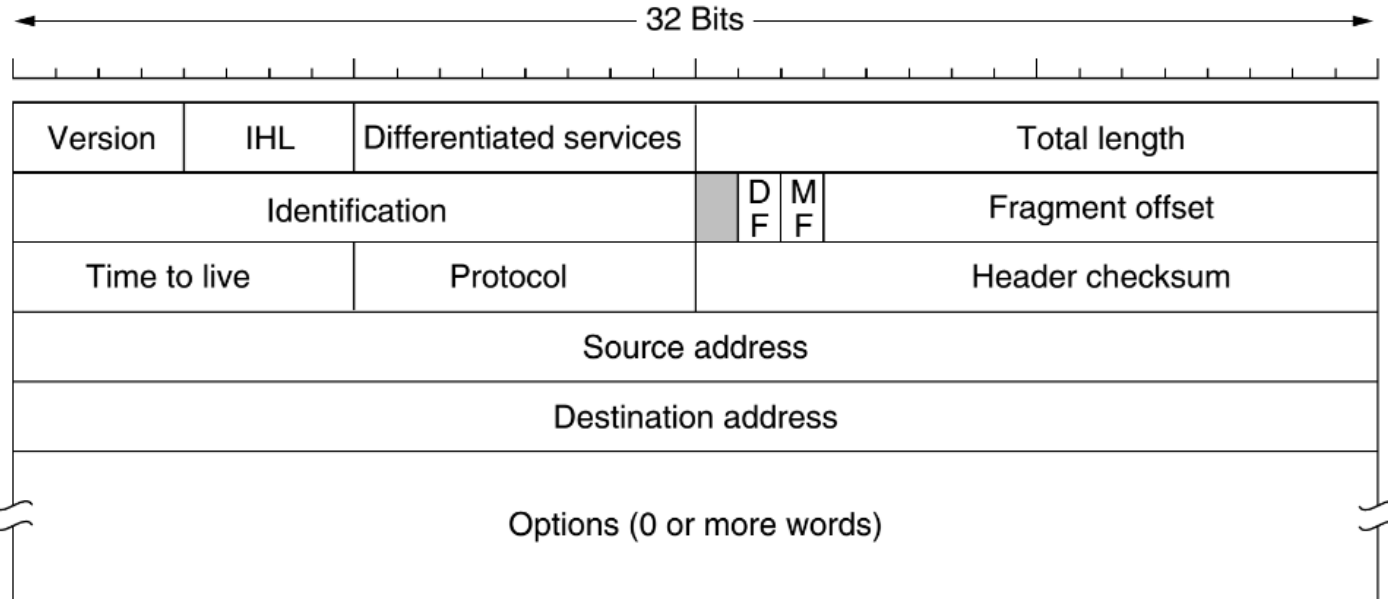 32 Bits
Version IHL Differentiated services Total length
Identification D F M F Fragment offset
Time to live Protocol Header checksum
Source address
Destination address
Options (0 or more words)